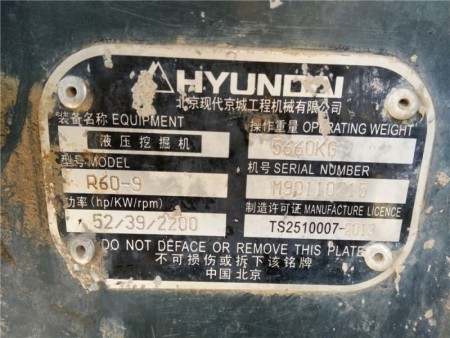 HYUNDAI
北京现代京城工程机械有限公司
装备名称 EQUIPMENT
液压挖掘机
操作重量 OPERATING WEIGHT
5660KG
型号 MODEL
R60-9
机号 SERIAL NUMBER
功率 (hp/KW/rpm)
52/39/2200
制造许可证 MANUFACTURE LICENCE
TS2510007-2013
DO NOT DEFACE OR REMOVE THIS PLATE
不可损伤或拆下该铭牌
中国北京